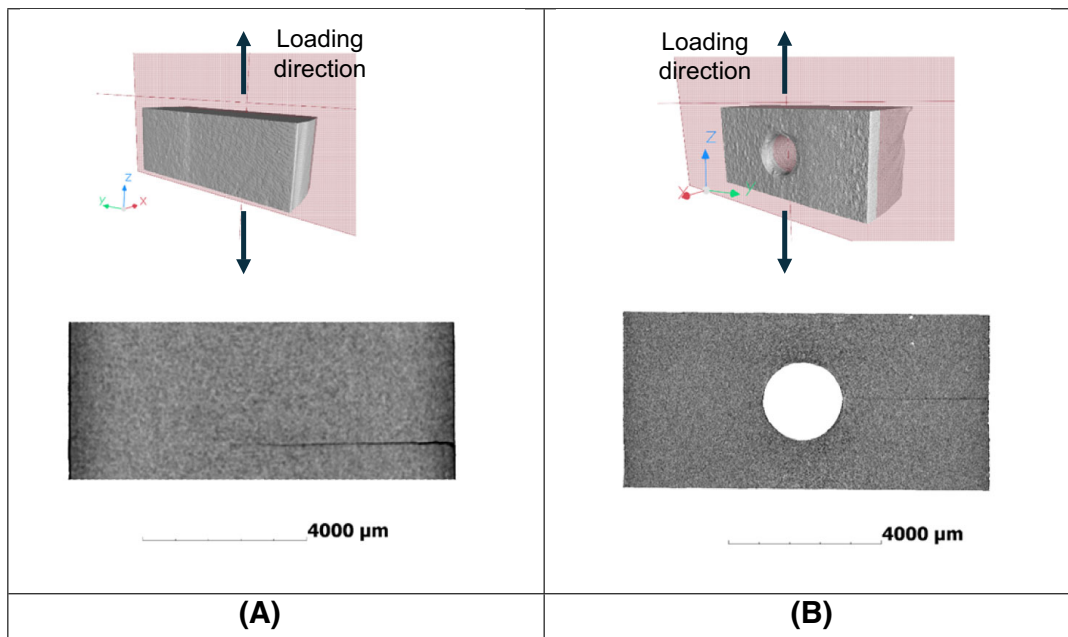 Loading
direction
z
y
x
4000 µm
(A)
Loading
direction
Z
X
Y
4000 µm
(B)